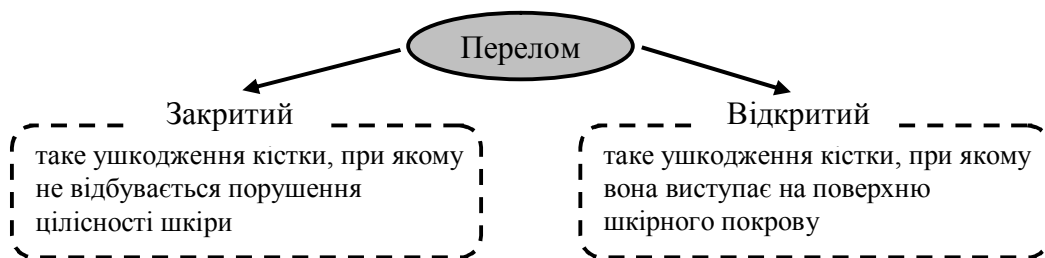 Перелом
Закритий
таке ушкодження кістки, при якому
не відбувається порушення
цілісності шкіри
Відкритий
таке ушкодження кістки, при якому
вона виступає на поверхню
шкірного покрову